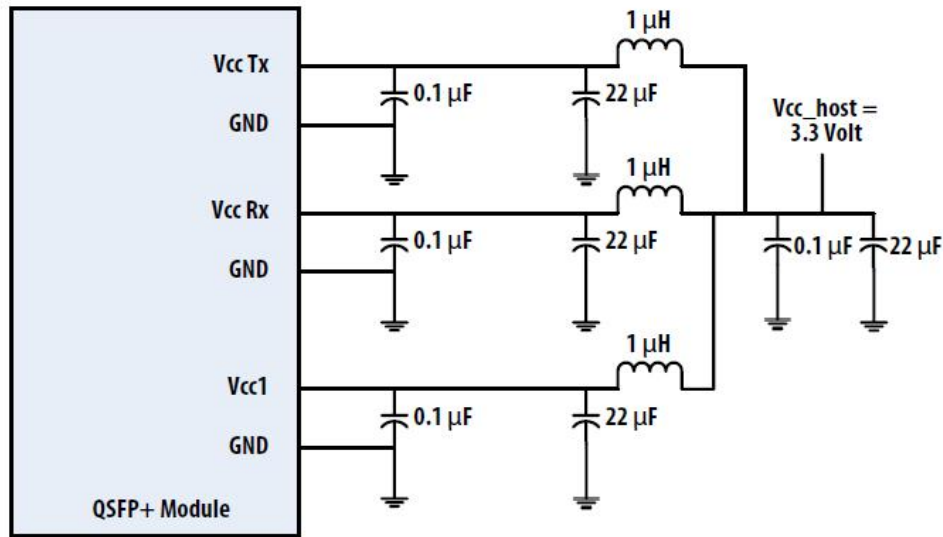 1 µH
Vcc Tx
0.1 µF
22 µF
Vcc_host =
3.3 Volt
GND
1 µH
Vcc Rx
0.1 µF
22 µF
0.1 µF
22 µF
GND
1 µH
Vcc1
0.1 µF
22 µF
GND
QSFP+ Module